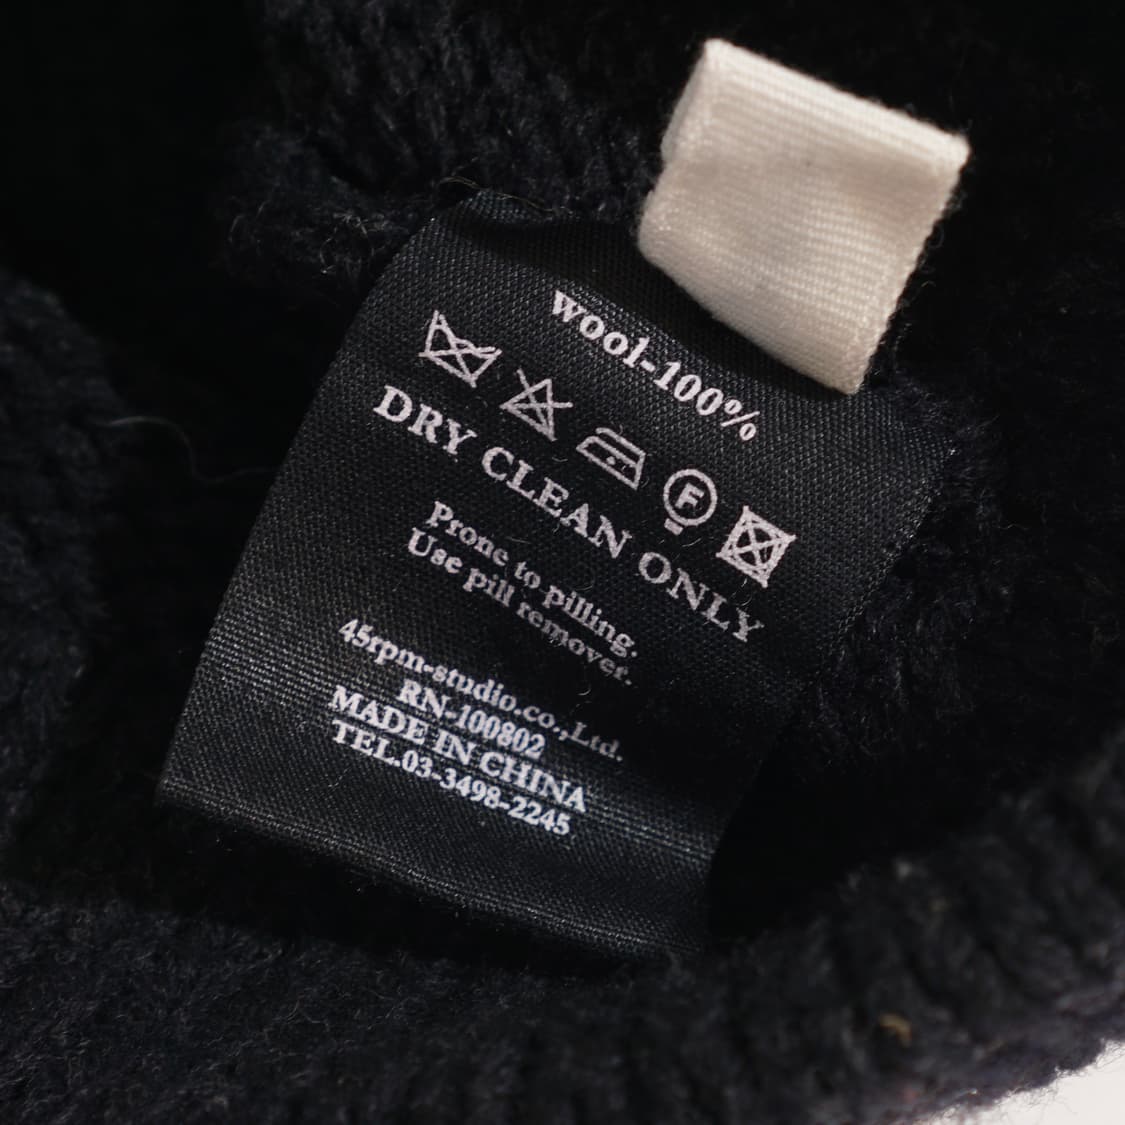 wool-100%
F
DRY CLEAN ONLY
Prone to pilling.
Use pill remover.
45rpm-studio.co.,Ltd.
RN-100802
MADE IN CHINA
TEL.03-3498-2245